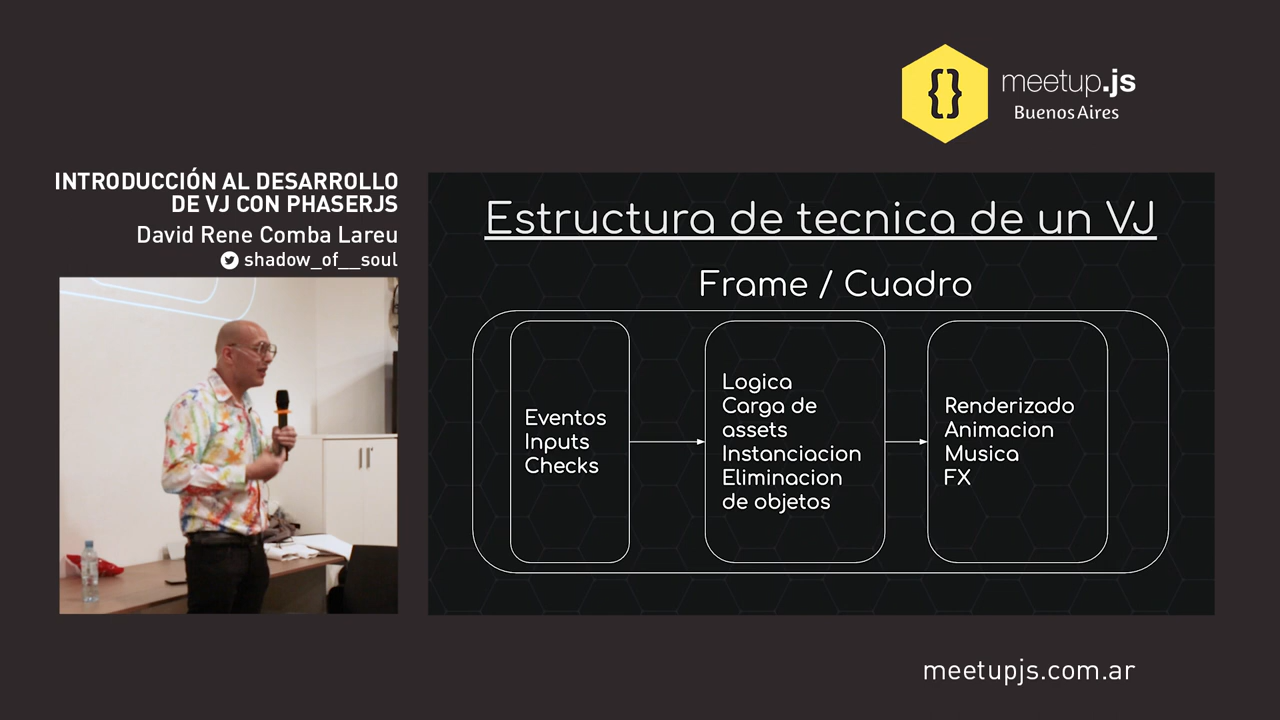 {}
meetup.js
Buenos Aires
INTRODUCCIÓN AL DESARROLLO
DE VJ CON PHASERJS
David Rene Comba Lareu
shadow_of__soul
Estructura de tecnica de un VJ
Frame / Cuadro
Eventos
Inputs
Checks
Logica
Carga de
assets
Instanciacion
Eliminacion
de objetos
Renderizado
Animacion
Musica
FX
meetupjs.com.ar